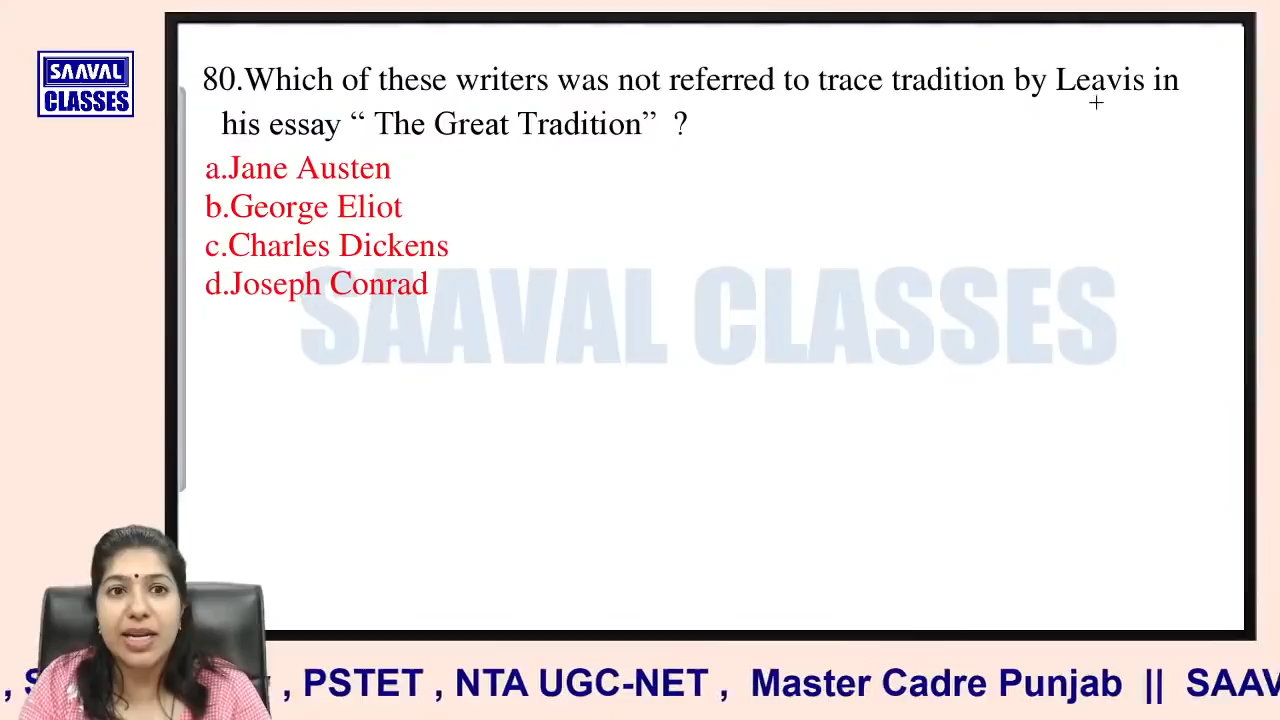 SAAVAL
CLASSES
80.Which of these writers was not referred to trace tradition by Leavis in
his essay “ The Great Tradition” ?
a.Jane Austen
b.George Eliot
c.Charles Dickens
d.Joseph Conrad
SAAVAL CLASSES
, PSTET , NTA UGC-NET , Master Cadre Punjab || SAAV